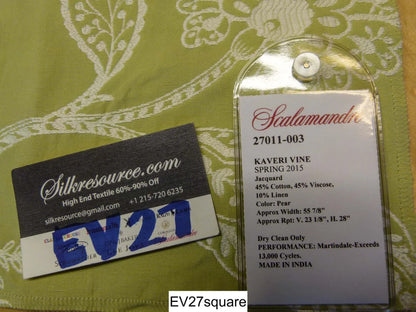 Silkresource.com
High End Textile 60%-90% Off
Silkresource@gmail.com +1 215-720 6235
EV27
Scalamandré
27011-003
KAVERI VINE
SPRING 2015
Jacquard
45% Cotton, 45% Viscose,
10% Linen
Color: Pear
Approx Width: 55 7/8"
Approx Rpt: V. 23 1/8", H. 28"
Dry Clean Only
PERFORMANCE: Martindale-Exceeds
13,000 Cycles.
MADE IN INDIA
EV27square